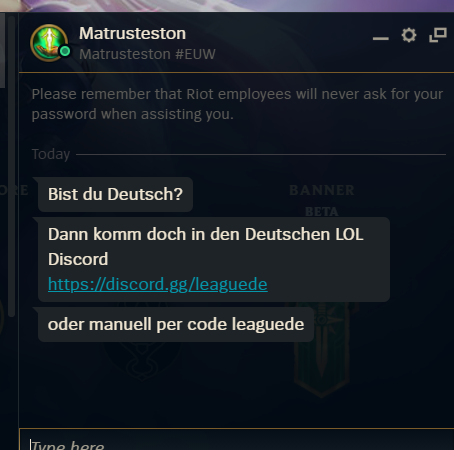 Matrusteston
Matrusteston #EUW
Please remember that Riot employees will never ask for your
password when assisting you.
Today
ORE
BANNER
BETA
Bist du Deutsch?
Dann komm doch in den Deutschen LOL
Discord
https://discord.gg/leaguede
oder manuell per code leaguede
Type here